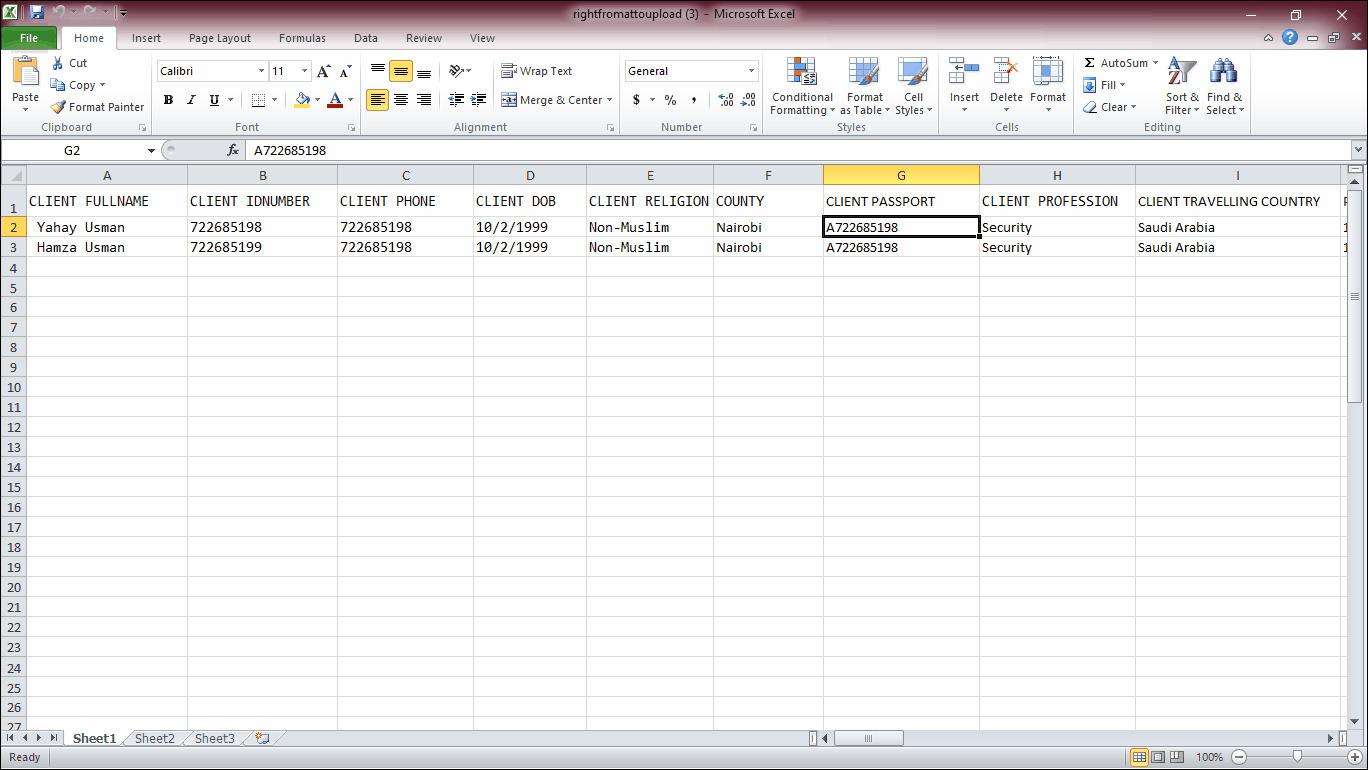 rightfromattoupload (3) - Microsoft Excel
File Home Insert Page Layout Formulas Data Review View
Paste
Cut
Copy
Format Painter
Clipboard
Calibri 11
B I U
Font
Wrap Text
Merge & Center
Alignment
General
$ % ,
Number
Conditional Formatting
Format as Table
Cell Styles
Styles
Insert Delete Format
Cells
AutoSum
Fill
Clear
Sort & Filter
Find & Select
Editing
G2 fx A722685198
A B C D E F G H I
1 CLIENT FULLNAME CLIENT IDNUMBER CLIENT PHONE CLIENT DOB CLIENT RELIGION COUNTY CLIENT PASSPORT CLIENT PROFESSION CLIENT TRAVELLING COUNTRY
2 Yahay Usman 722685198 722685198 10/2/1999 Non-Muslim Nairobi A722685198 Security Saudi Arabia
3 Hamza Usman 722685199 722685198 10/2/1999 Non-Muslim Nairobi A722685198 Security Saudi Arabia
4
5
6
7
8
9
10
11
12
13
14
15
16
17
18
19
20
21
22
23
24
25
26
27
Sheet1 Sheet2 Sheet3
Ready 100%